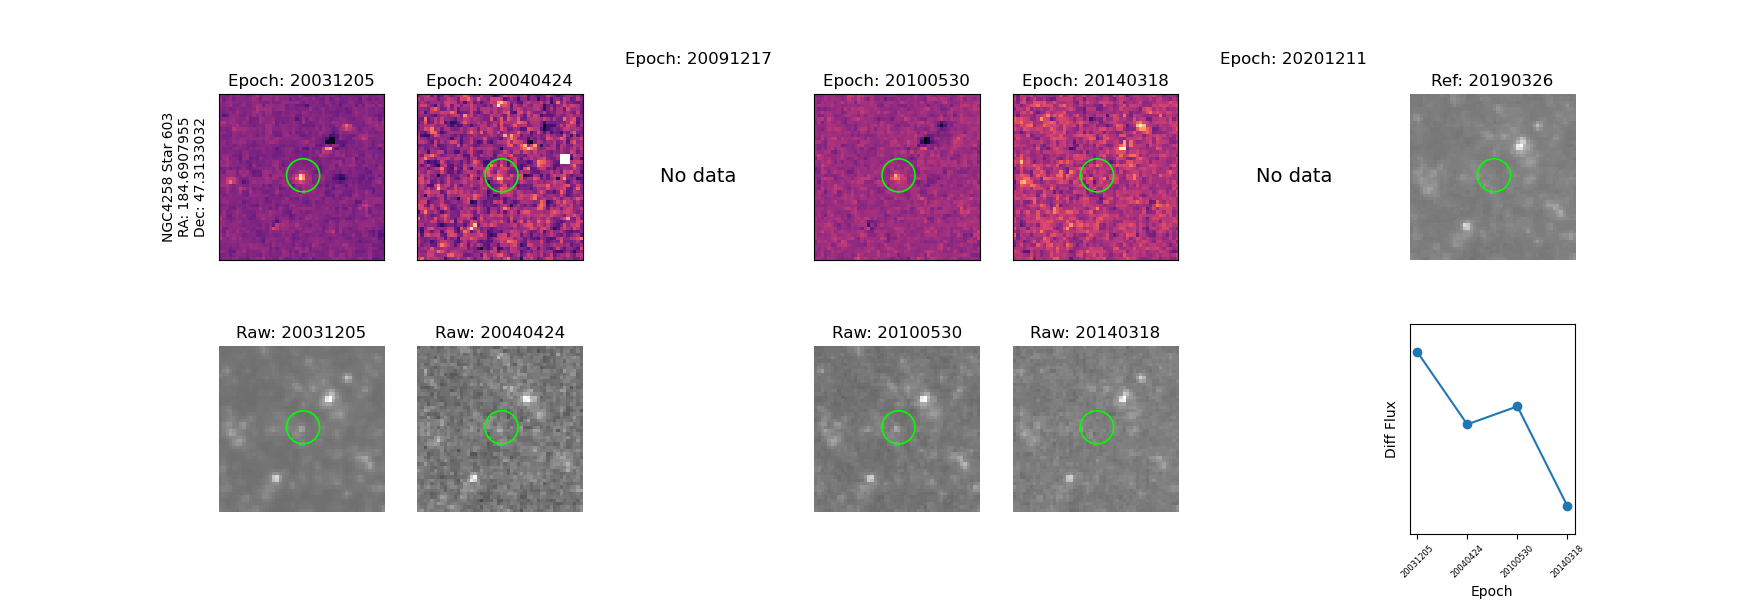 Epoch: 20091217
Epoch: 20201211
Epoch: 20031205
Epoch: 20040424
Epoch: 20100530
Epoch: 20140318
Ref: 20190326
NGC4258 Star 603
RA: 184.6907955
Dec: 47.3133032
No data
No data
Raw: 20031205
Raw: 20040424
Raw: 20100530
Raw: 20140318
Diff Flux
20031205
20040424
20100530
20140318
Epoch